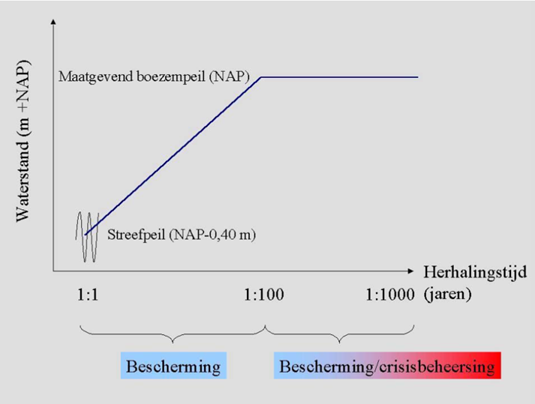 Waterstand (m +NAP)
Maatgevend boezempeil (NAP)
Streefpeil (NAP-0,40 m)
Herhalingstijd
(jaren)
1:1
1:100
1:1000
Bescherming
Bescherming/crisisbeheersing